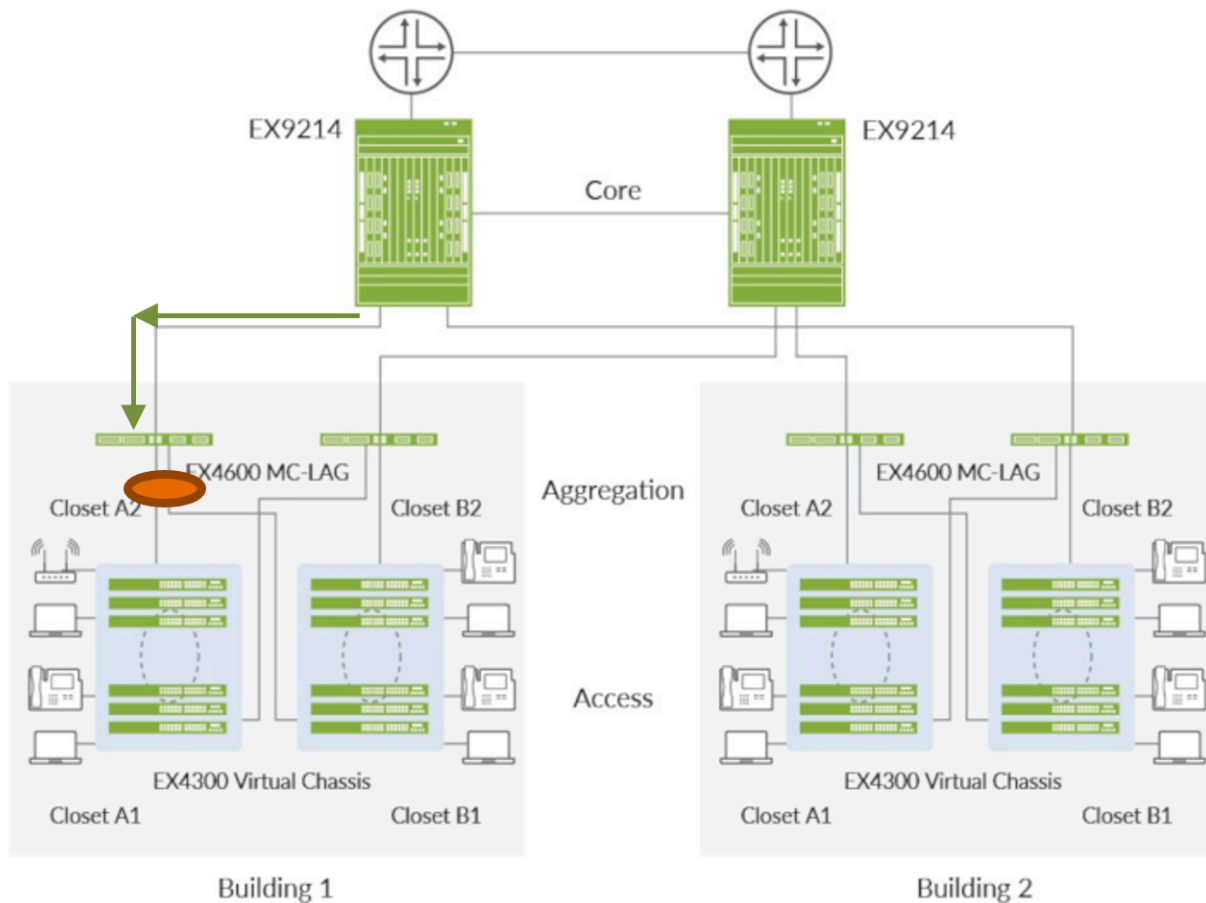 EX9214
EX9214
Core
EX4600 MC-LAG
EX4600 MC-LAG
Aggregation
Closet A2
Closet B2
Closet A2
Closet B2
Access
EX4300 Virtual Chassis
EX4300 Virtual Chassis
Closet A1
Closet B1
Closet A1
Closet B1
Building 1
Building 2